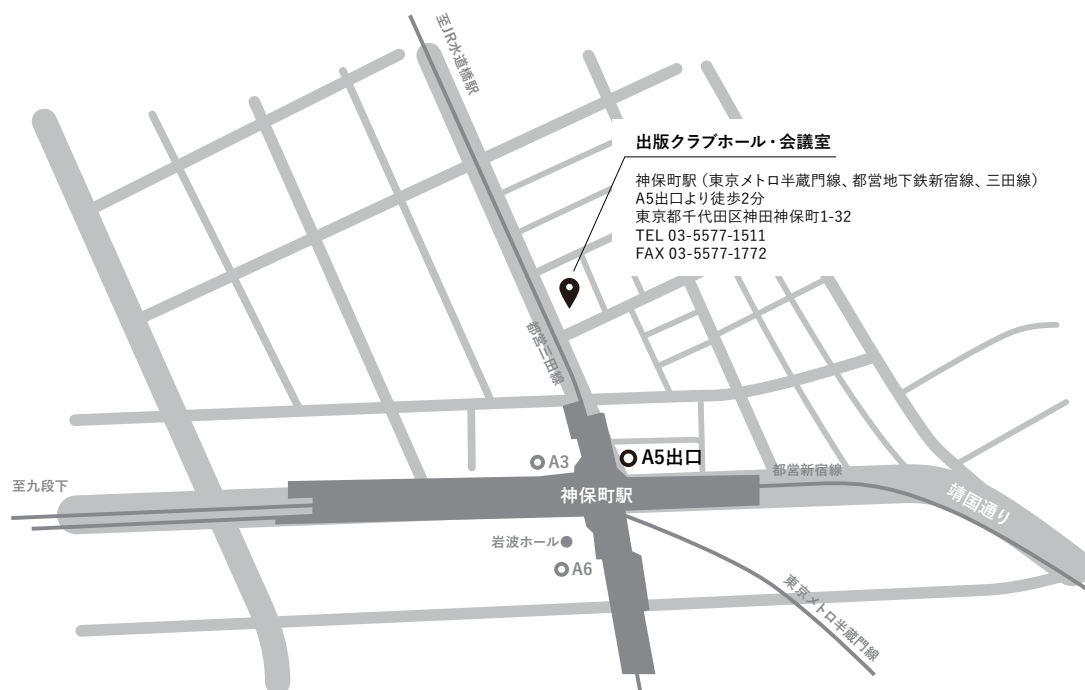 至JR水道橋駅
出版クラブホール・会議室
神保町駅（東京メトロ半蔵門線、都営地下鉄新宿線、三田線）
A5出口より徒歩2分
東京都千代田区神田神保町1-32
TEL 03-5577-1511
FAX 03-5577-1772
都営三田線
A3
A5出口
都営新宿線
至九段下
神保町駅
靖国通り
岩波ホール
A6
東京メトロ半蔵門線